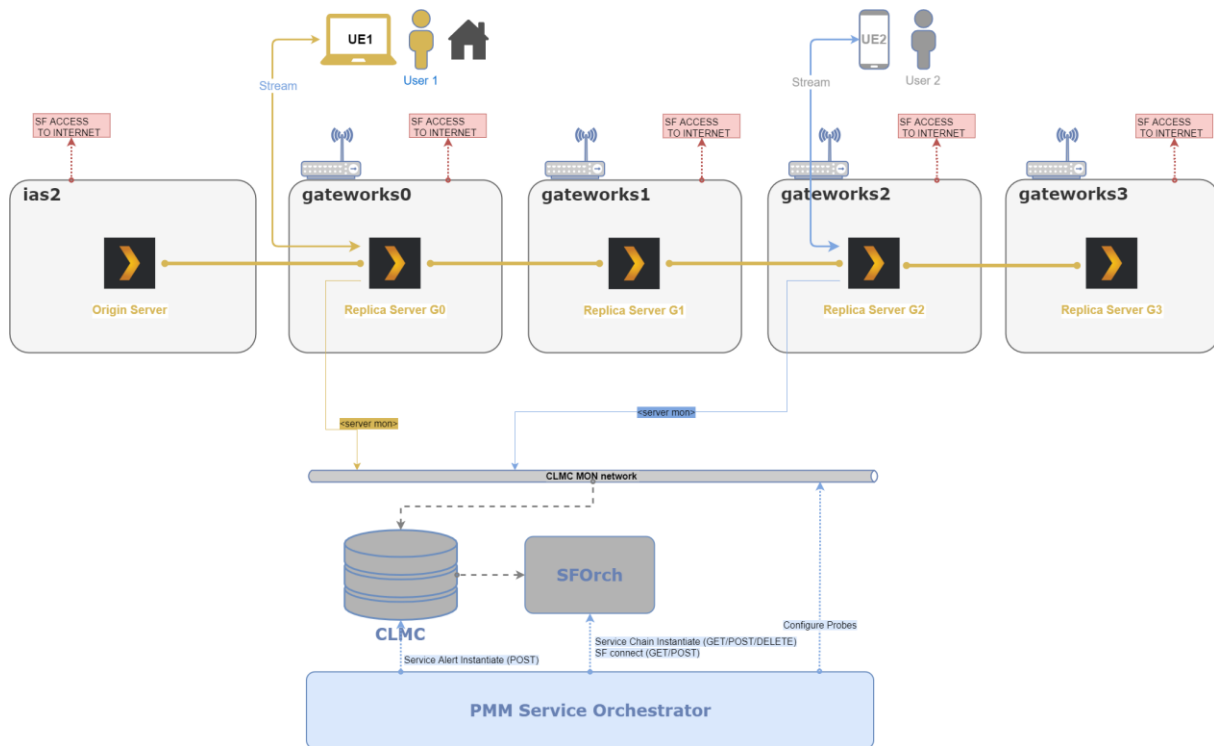 UE1
UE2
User 1
User 2
Stream
Stream
SF ACCESS
TO INTERNET
SF ACCESS
TO INTERNET
SF ACCESS
TO INTERNET
SF ACCESS
TO INTERNET
SF ACCESS
TO INTERNET
ias2
gateworks0
gateworks1
gateworks2
gateworks3
Origin Server
Replica Server G0
Replica Server G1
Replica Server G2
Replica Server G3
<server mon>
<server mon>
CLMC MON network
SFOrch
CLMC
Configure Probes
Service Chain Instantiate (GET/POST/DELETE)
SF connect (GET/POST)
Service Alert Instantiate (POST)
PMM Service Orchestrator